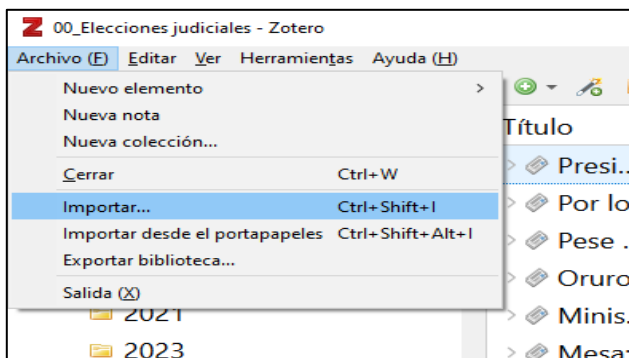 Z 00_Elecciones judiciales - Zotero
Archivo (F) Editar Ver Herramientas Ayuda (H)
Nuevo elemento >
Nueva nota
Nueva colección...
Título
Cerrar Ctrl+W
Presi..
Importar... Ctrl+Shift+I
Por lo
Importar desde el portapapeles Ctrl+Shift+Alt+I
Pese .
Exportar biblioteca...
Oruro
Salida (X)
2021
Minis.
2023
Mesa: